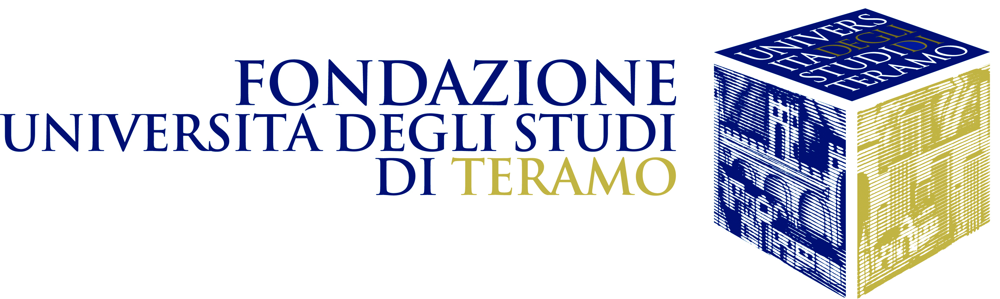 FONDAZIONE
UNIVERSITÁ DEGLI STUDI
DI TERAMO
UNIVERS
ITADEGLI
STUDIDI
TERAMO